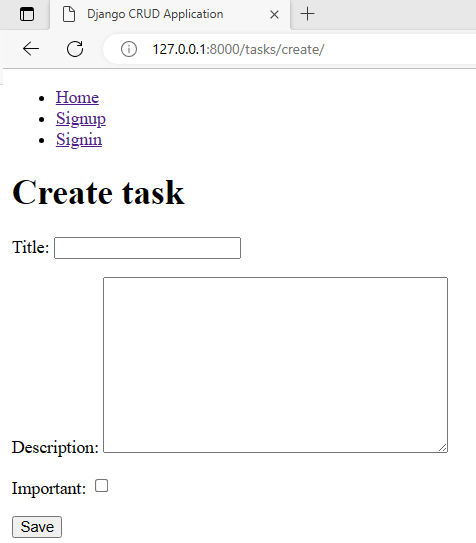 Django CRUD Application
127.0.0.1:8000/tasks/create/
Home
Signup
Signin
Create task
Title:
Description:
Important:
Save